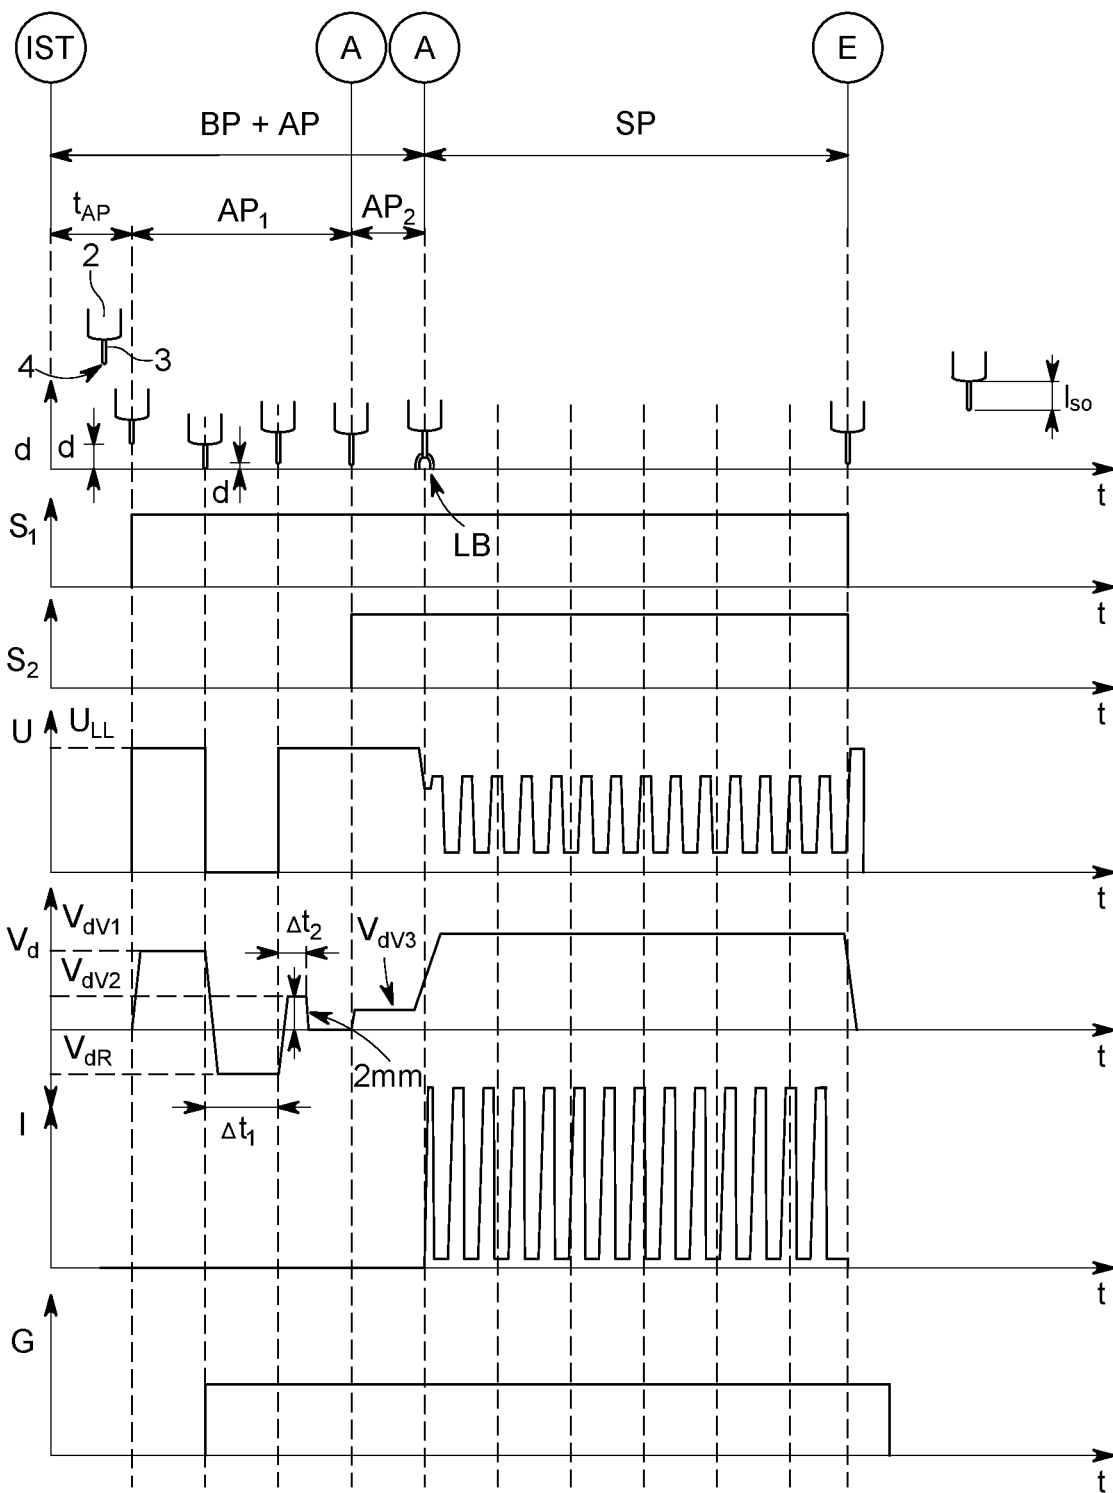 IST A A E
BP + AP SP
tAP AP1 AP2
2
4 3
lso
d d
d
t
S1
LB
t
S2
t
U ULL
t
VdV1 Δt2
Vd VdV3
VdV2
VdR 2mm t
I Δt1
t
G
t